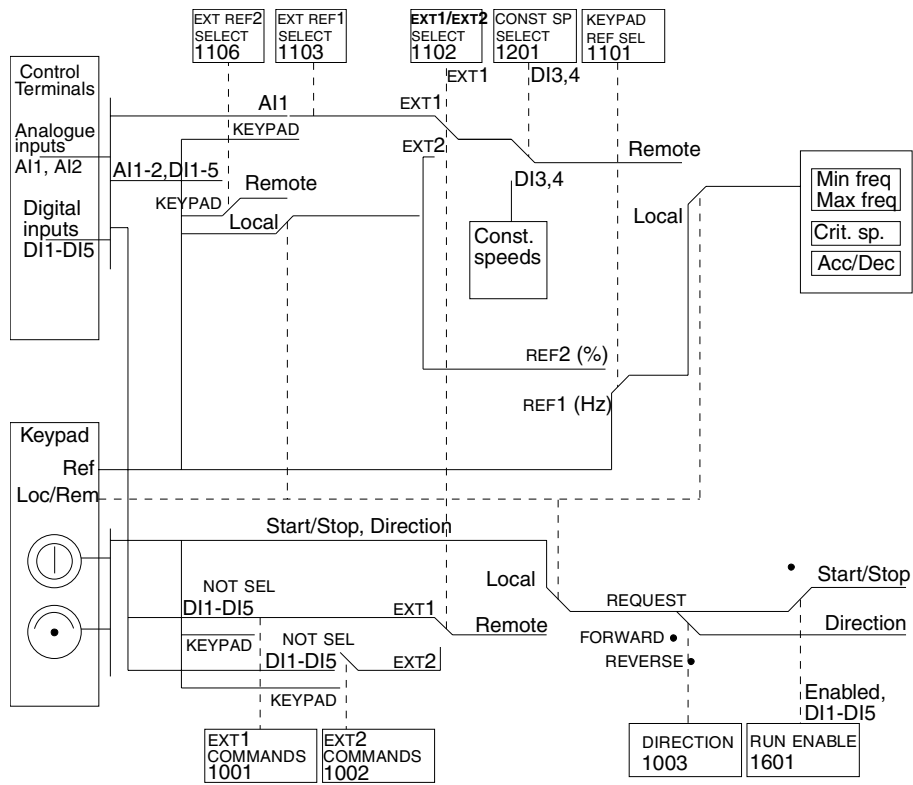 EXT REF2
SELECT
1106
EXT REF1
SELECT
1103
EXT1/EXT2
SELECT
1102
CONST SP
SELECT
1201
KEYPAD
REF SEL
1101
EXT1
DI3,4
Control
Terminals
Analogue
inputs
AI1, AI2
Digital
inputs
DI1-DI5
AI1
EXT1
KEYPAD
EXT2
AI1-2,DI1-5
Remote
KEYPAD
Local
DI3,4
Const.
speeds
Remote
Local
Min freq
Max freq
Crit. sp.
Acc/Dec
REF2 (%)
REF1 (Hz)
Keypad
Ref
Loc/Rem
Start/Stop, Direction
Local
NOT SEL
DI1-DI5
EXT1
Remote
KEYPAD
NOT SEL
DI1-DI5
EXT2
KEYPAD
REQUEST
Start/Stop
Direction
FORWARD
REVERSE
Enabled,
DI1-DI5
EXT1
COMMANDS
1001
EXT2
COMMANDS
1002
DIRECTION
1003
RUN ENABLE
1601